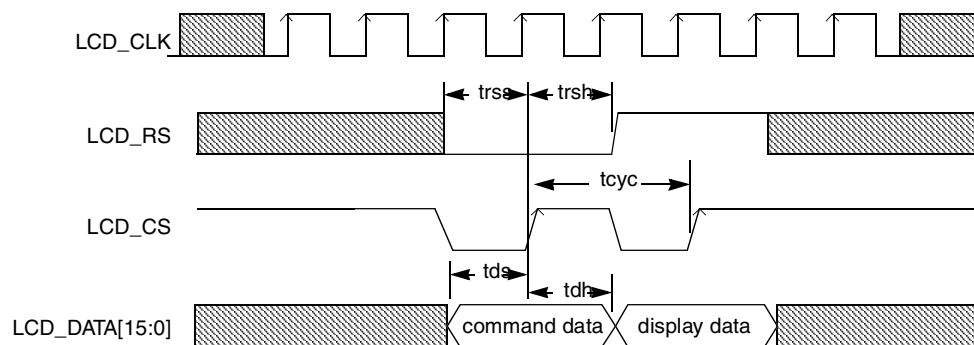 LCD_CLK
trss trsh
LCD_RS
tcyc
LCD_CS
tds
tdh
LCD_DATA[15:0] command data display data